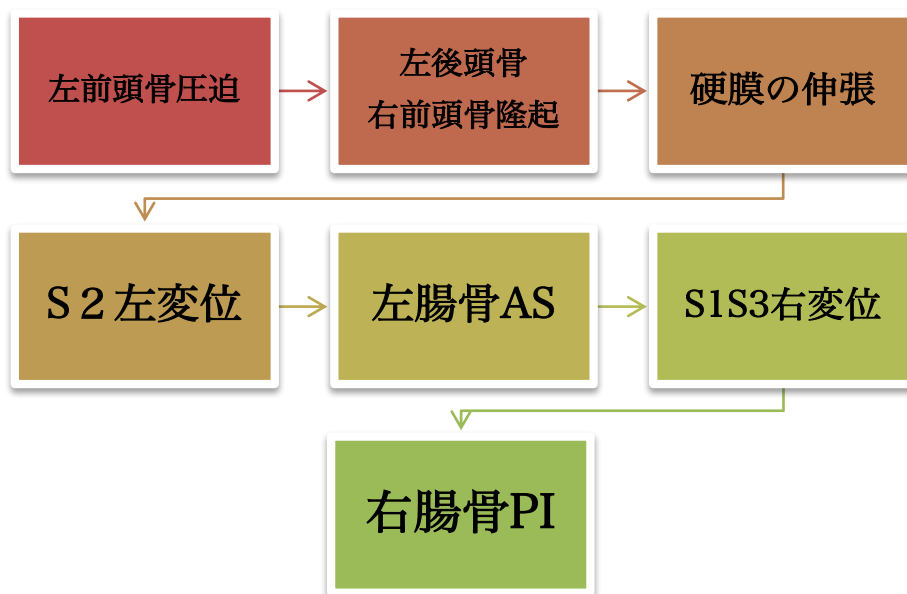 左前頭骨圧迫
左後頭骨
右前頭骨隆起
硬膜の伸張
S２左変位
左腸骨AS
S1S3右変位
右腸骨PI